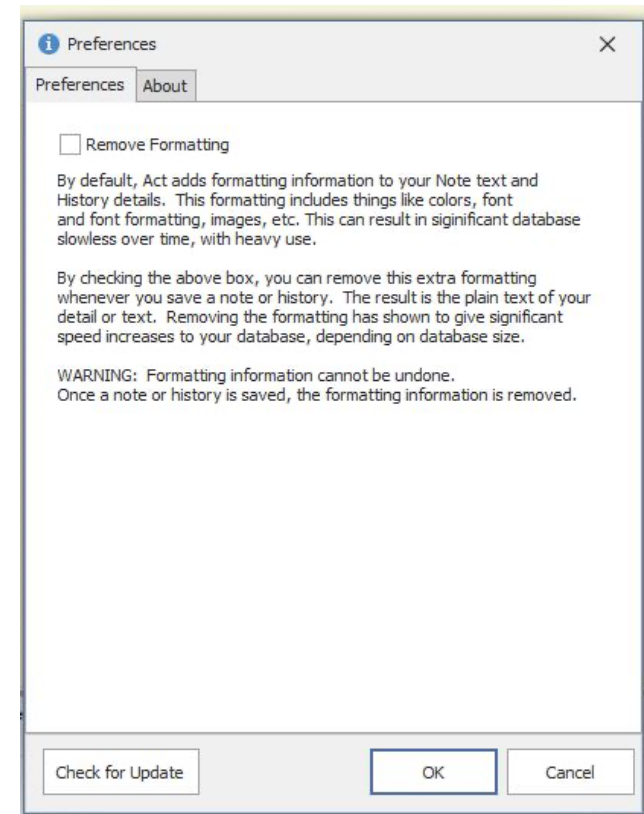 Preferences
Preferences About
Remove Formatting
By default, Act adds formatting information to your Note text and
History details.  This formatting includes things like colors, font
and font formatting, images, etc. This can result in siginificant database
slowless over time, with heavy use.
By checking the above box, you can remove this extra formatting
whenever you save a note or history.  The result is the plain text of your
detail or text.  Removing the formatting has shown to give significant
speed increases to your database, depending on database size.
WARNING:  Formatting information cannot be undone.
Once a note or history is saved, the formatting information is removed.
Check for Update OK Cancel